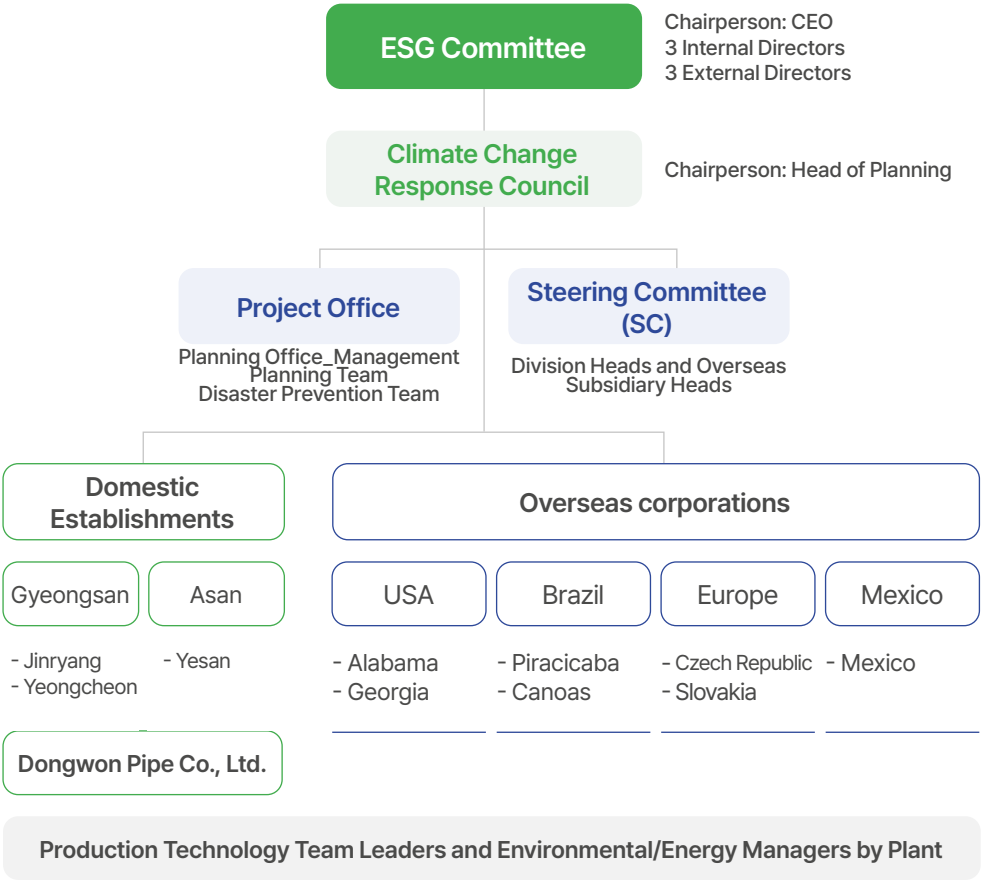 ESG Committee
Chairperson: CEO
3 Internal Directors
3 External Directors
Climate Change
Response Council
Chairperson: Head of Planning
Project Office
Planning Office_Management
Planning Team
Disaster Prevention Team
Steering Committee
(SC)
Division Heads and Overseas
Subsidiary Heads
Domestic
Establishments
Overseas corporations
Gyeongsan
Asan
USA
Brazil
Europe
Mexico
- Jinryang
- Yeongcheon
- Yesan
- Alabama
- Georgia
- Piracicaba
- Canoas
- Czech Republic
- Slovakia
- Mexico
Dongwon Pipe Co., Ltd.
Production Technology Team Leaders and Environmental/Energy Managers by Plant